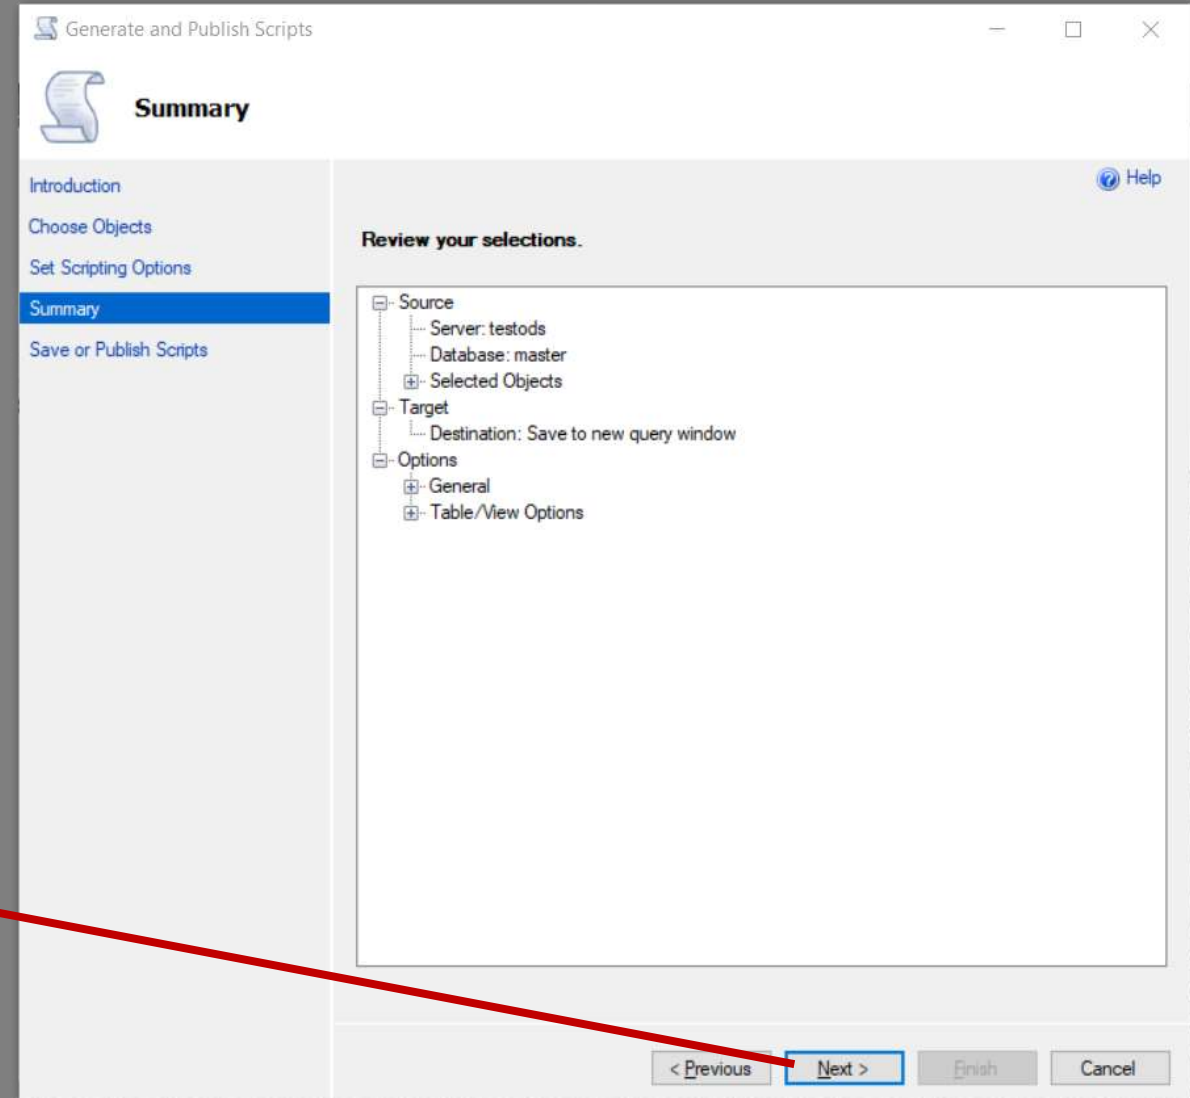 Generate and Publish Scripts
Summary
Introduction
Choose Objects
Set Scripting Options
Summary
Save or Publish Scripts
Help
Review your selections.
Source
Server: testods
Database: master
Selected Objects
Target
Destination: Save to new query window
Options
General
Table/View Options
< Previous
Next >
Finish
Cancel